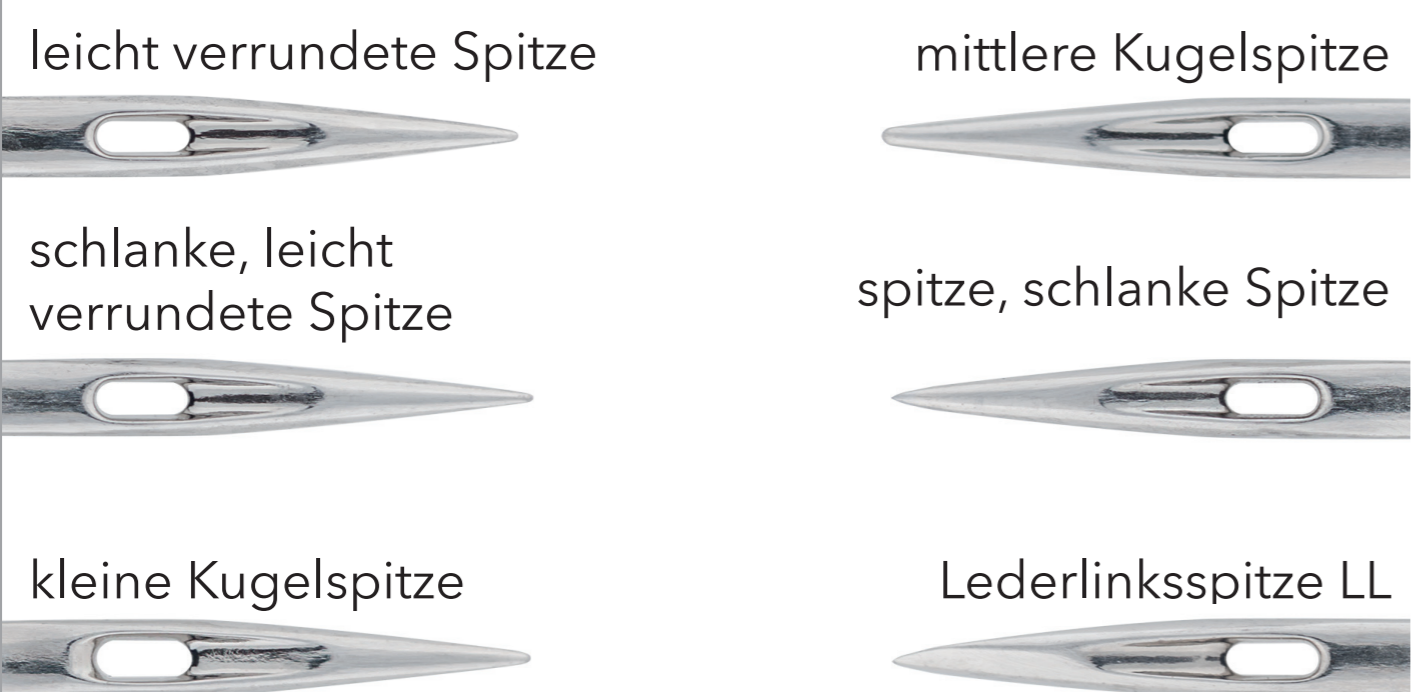 leicht verrundete Spitze
mittlere Kugelspitze
schlanke, leicht
verrundete Spitze
spitze, schlanke Spitze
kleine Kugelspitze
Lederlinksspitze LL